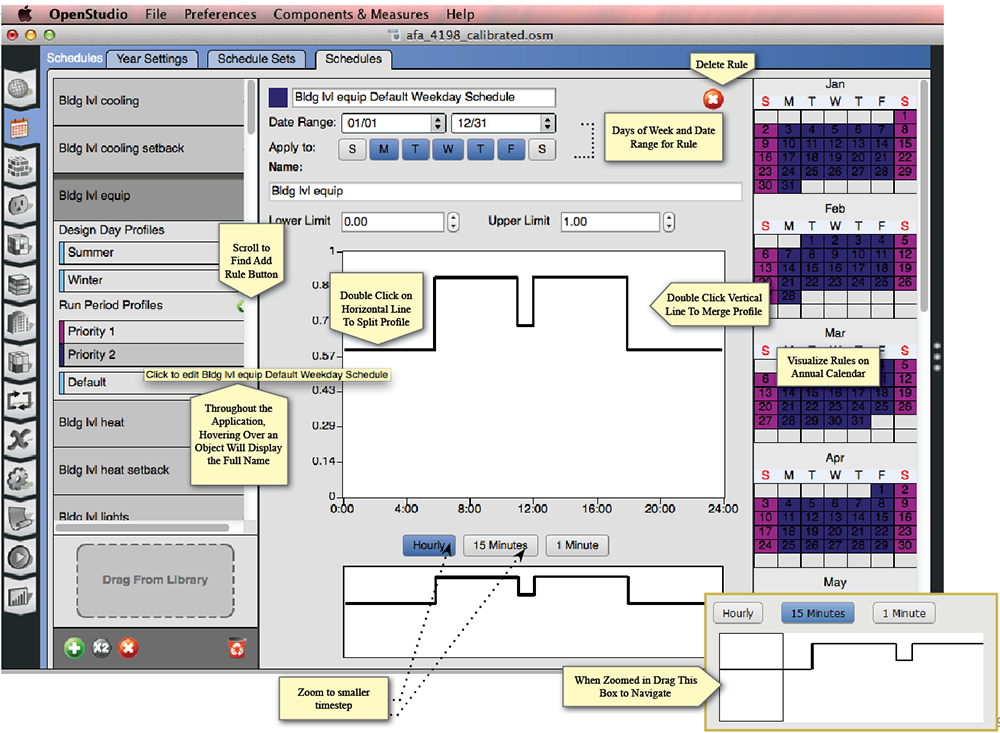 OpenStudio File Preferences Components & Measures Help
afa_4198_calibrated.osm
Schedules Year Settings Schedule Sets Schedules
Bldg lvl cooling
Bldg lvl cooling setback
Bldg lvl equip
Design Day Profiles
Summer
Winter
Run Period Profiles
Priority 1
Priority 2
Default
Bldg lvl heat
Bldg lvl heat setback
Bldg lvl lights
Drag From Library
X2
Scroll to
Find Add
Rule Button
Click to edit Bldg lvl equip Default Weekday Schedule
Throughout the
Application,
Hovering Over an
Object Will Display
the Full Name
Bldg lvl equip Default Weekday Schedule
Date Range: 01/01 12/31
Apply to: S M T W T F S
Name:
Bldg lvl equip
Lower Limit 0.00 Upper Limit 1.00
Delete Rule
Days of Week and Date
Range for Rule
1
0.8
0.7
0.57
0.43
0.29
0.14
0
0:00 4:00 8:00 12:00 16:00 20:00 24:00
Double Click on
Horizontal Line
To Split Profile
Double Click Vertical
Line To Merge Profile
Hourly 15 Minutes 1 Minute
Zoom to smaller
timestep
When Zoomed in Drag This
Box to Navigate
Hourly 15 Minutes 1 Minute
Jan
S M T W T F S
1
2 3 4 5 6 7 8
9 10 11 12 13 14 15
16 17 18 19 20 21 22
23 24 25 26 27 28 29
30 31
Feb
S M T W T F S
1 2 3 4 5
6 7 8 9 10 11 12
13 14 15 16 17 18 19
20 21 22 23 24 25 26
28
Mar
S M T W T F S
Visualize Rules on
Annual Calendar
5
6 12
13 14 15 16 17 18 19
20 21 22 23 24 25 26
27 28 29 30 31
Apr
S M T W T F S
1 2
3 4 5 6 7 8 9
10 11 12 13 14 15 16
17 18 19 20 21 22 23
24 25 26 27 28 29 30
May